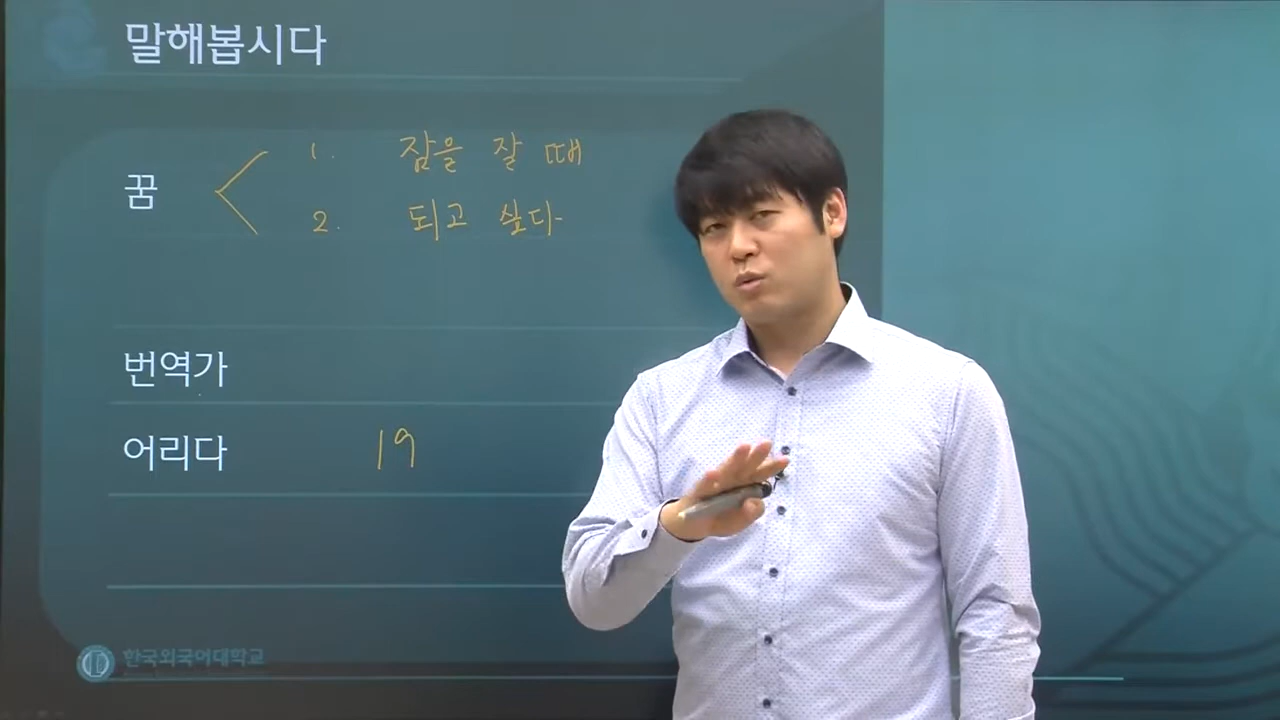 말해봅시다
1. 잠을 잘 때
꿈
2. 되고 싶다
번역가
어리다 19
한국외국어대학교